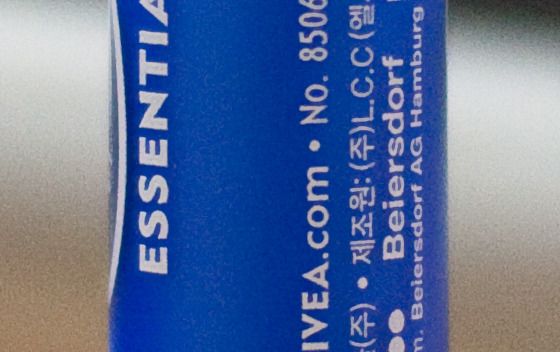 ESSENTIA
IVEA.com • No. 8506
(주) • 제조원: (주)L.C.C (엘
Beiersdorf
m, Beiersdorf AG Hamburg